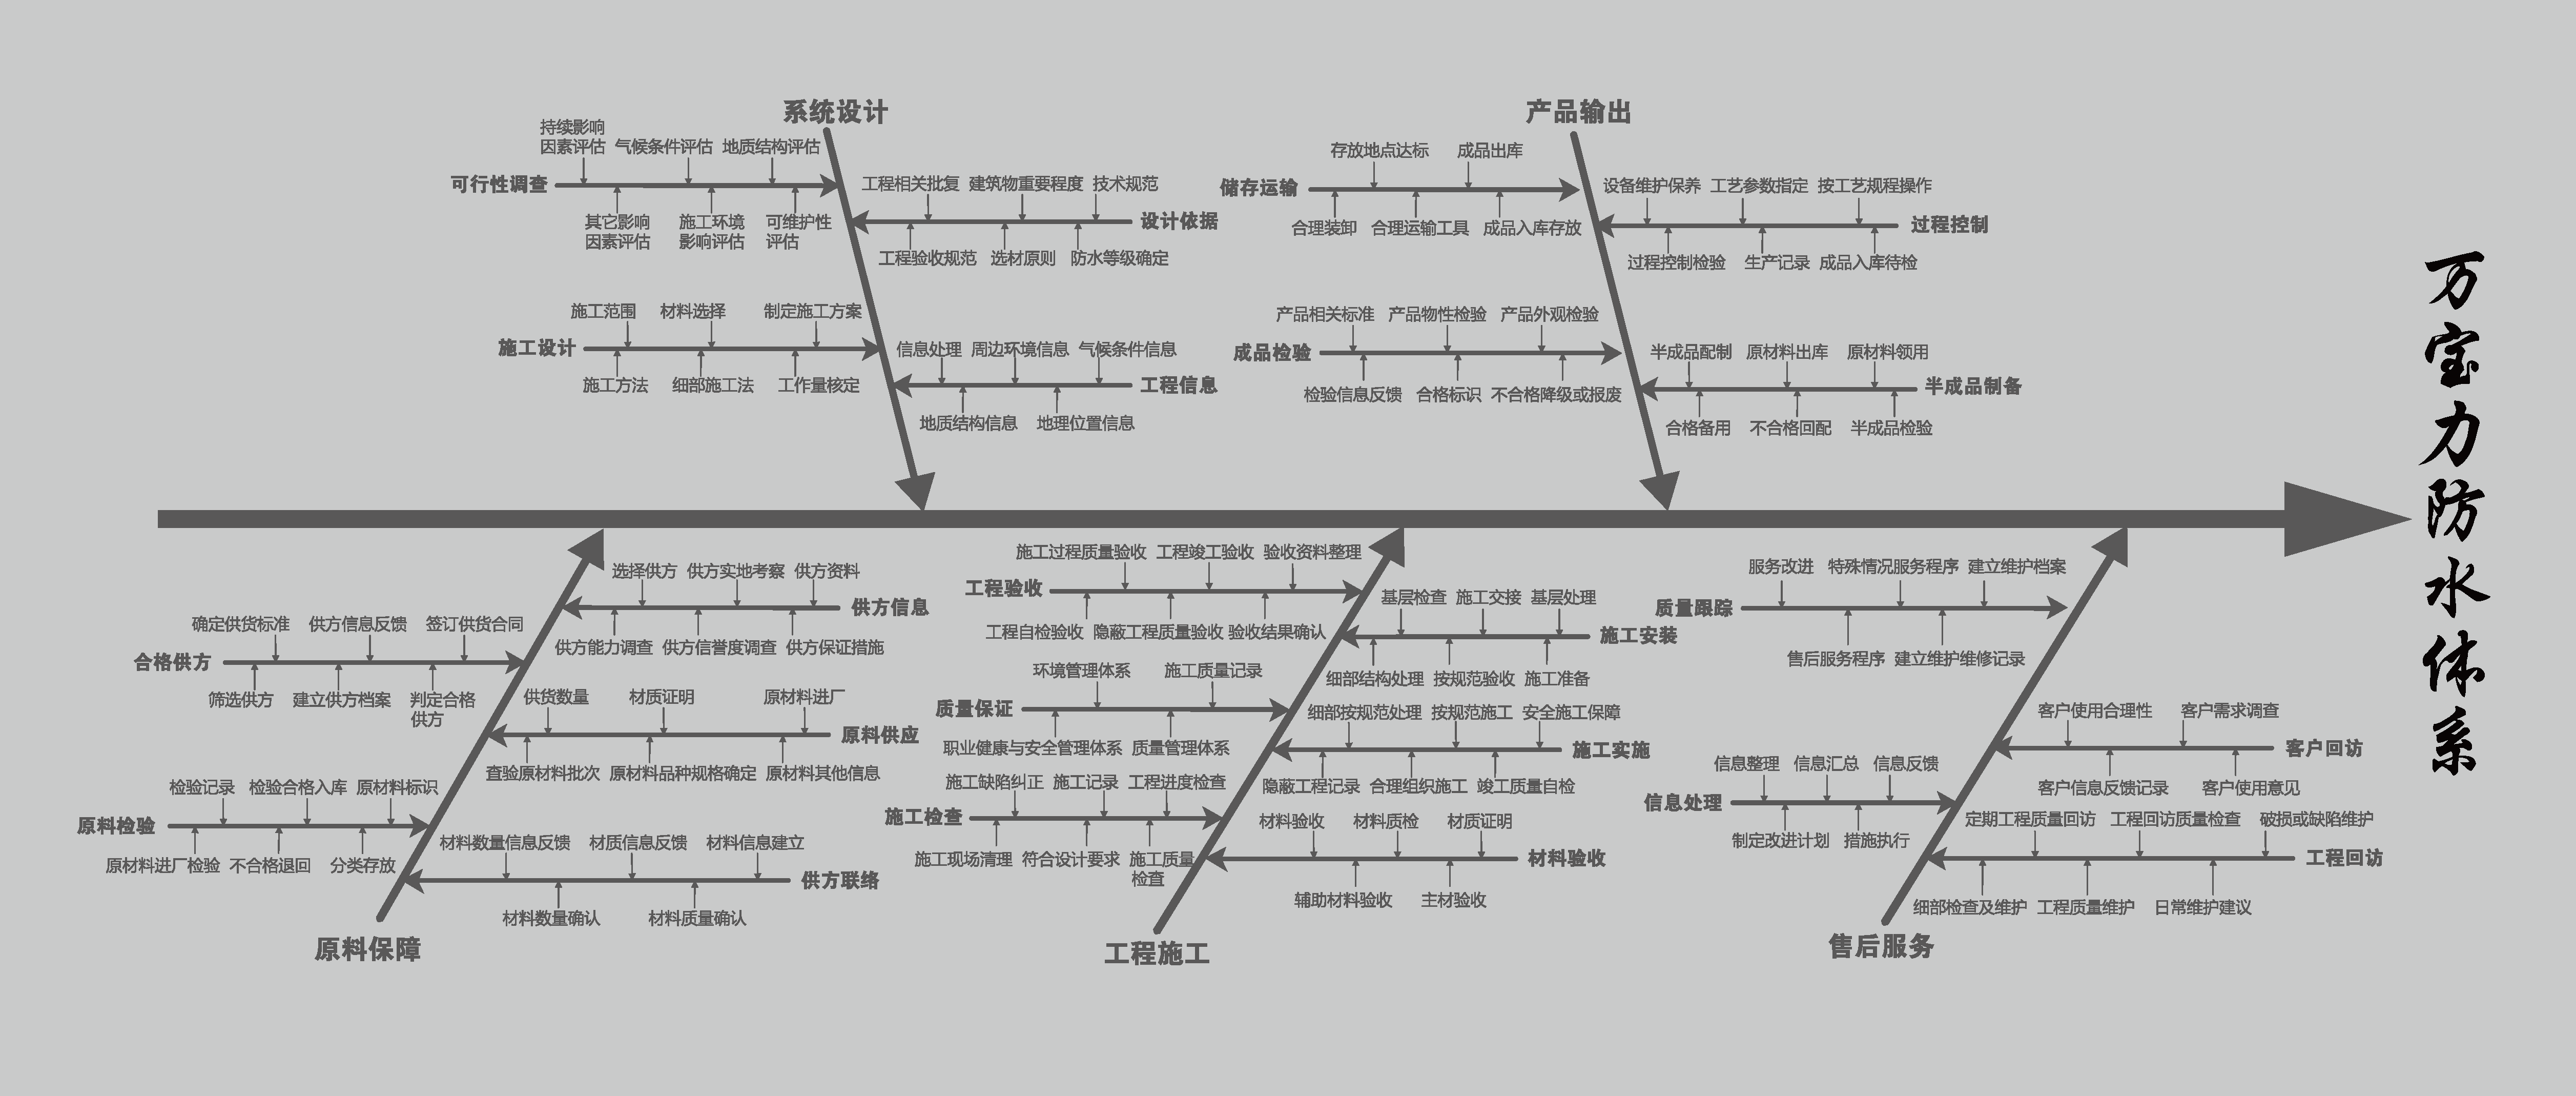 系统设计
持续影响
因素评估
气候条件评估
地质结构评估
可行性调查
其它影响
因素评估
施工环境
影响评估
可维护性
评估
工程相关批复
建筑物重要程度
技术规范
设计依据
工程验收规范
选材原则
防水等级确定
施工范围
材料选择
制定施工方案
施工设计
施工方法
细部施工法
工作量核定
信息处理
周边环境信息
气候条件信息
工程信息
地质结构信息
地理位置信息
产品输出
存放地点达标
成品出库
储存运输
合理装卸
合理运输工具
成品入库存放
设备维护保养
工艺参数指定
按工艺规程操作
过程控制
过程控制检验
生产记录
成品入库待检
产品相关标准
产品物性检验
产品外观检验
成品检验
检验信息反馈
合格标识
不合格降级或报废
半成品配制
原材料出库
原材料领用
半成品制备
合格备用
不合格回配
半成品检验
万宝力防水体系
选择供方
供方实地考察
供方资料
供方信息
供方能力调查
供方信誉度调查
供方保证措施
确定供货标准
供方信息反馈
签订供货合同
合格供方
筛选供方
建立供方档案
判定合格
供方
供货数量
材质证明
原材料进厂
原料供应
查验原材料批次
原材料品种规格确定
原材料其他信息
检验记录
检验合格入库
原材料标识
原料检验
原材料进厂检验
不合格退回
分类存放
材料数量信息反馈
材质信息反馈
材料信息建立
供方联络
材料数量确认
材料质量确认
原料保障
施工过程质量验收
工程竣工验收
验收资料整理
工程验收
工程自检验收
隐蔽工程质量验收
验收结果确认
基层检查
施工交接
基层处理
施工安装
细部结构处理
按规范验收
施工准备
环境管理体系
施工质量记录
质量保证
职业健康与安全管理体系
质量管理体系
细部按规范处理
按规范施工
安全施工保障
施工实施
隐蔽工程记录
合理组织施工
竣工质量自检
施工缺陷纠正
施工记录
工程进度检查
施工检查
施工现场清理
符合设计要求
施工质量
检查
材料验收
材料质检
材质证明
材料验收
辅助材料验收
主材验收
工程施工
服务改进
特殊情况服务程序
建立维护档案
质量跟踪
售后服务程序
建立维护维修记录
客户使用合理性
客户需求调查
客户回访
客户信息反馈记录
客户使用意见
信息整理
信息汇总
信息反馈
信息处理
制定改进计划
措施执行
定期工程质量回访
工程回访质量检查
破损或缺陷维护
工程回访
细部检查及维护
工程质量维护
日常维护建议
售后服务